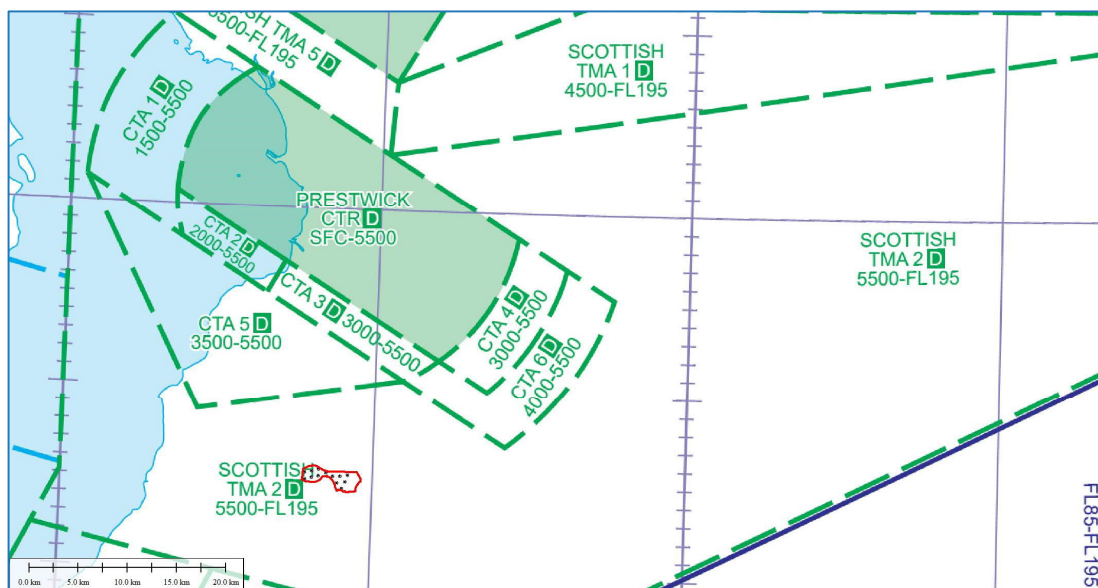 SH TMA 5 D
5500-FL195
SCOTTISH
TMA 1 D
4500-FL195
CTA 1 D
1500-5500
PRESTWICK
CTR D
SFC-5500
CTA 2 D
2000-5500
CTA 3 D 3000-5500
CTA 4 D
3000-5500
SCOTTISH
TMA 2 D
5500-FL195
CTA 5 D
3500-5500
CTA 6 D
4000-5500
SCOTTISH
TMA 2 D
5500-FL195
FL85-FL195
0.0 km 5.0 km 10.0 km 15.0 km 20.0 km